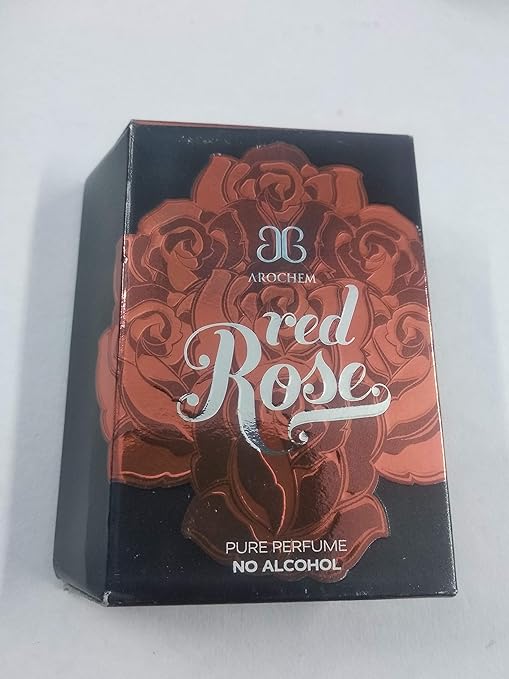 AROCHEM
red
Rose
PURE PERFUME
NO ALCOHOL